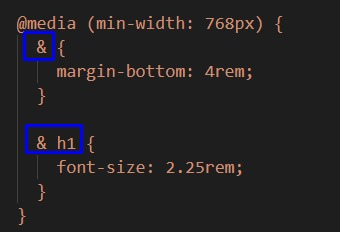 @media (min-width: 768px) {
& {
margin-bottom: 4rem;
}
& h1 {
font-size: 2.25rem;
}
}